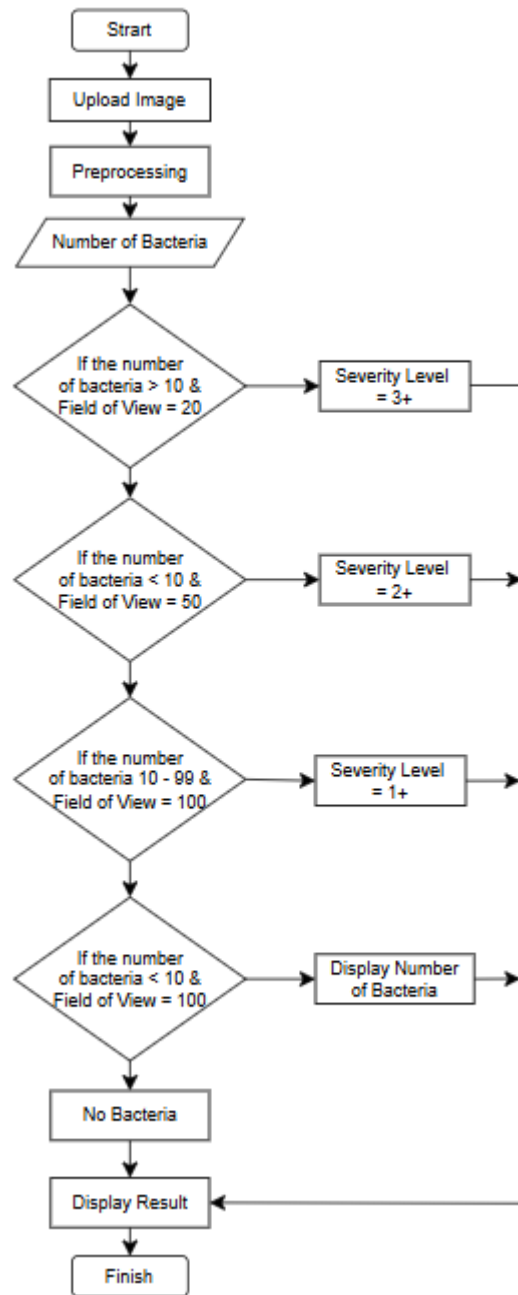 Strart
Upload Image
Preprocessing
Number of Bacteria
If the number
of bacteria > 10 &
Field of View = 20
Severity Level
= 3+
If the number
of bacteria < 10 &
Field of View = 50
Severity Level
= 2+
If the number
of bacteria 10 - 99 &
Field of View = 100
Severity Level
= 1+
If the number
of bacteria < 10 &
Field of View = 100
Display Number
of Bacteria
No Bacteria
Display Result
Finish